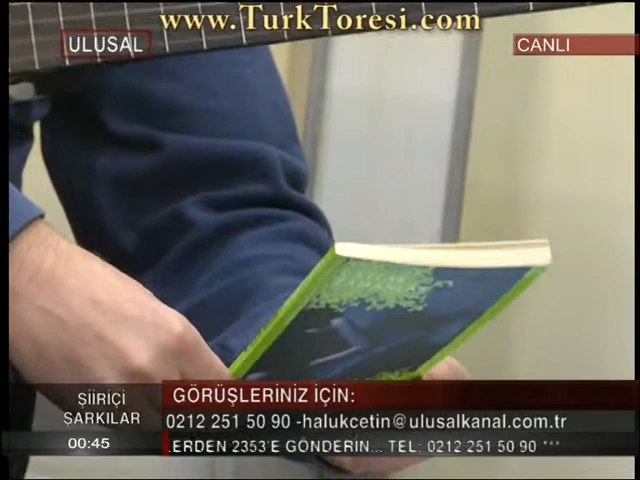 www.TurkToresi.com
ULUSAL
CANLI
ŞİİRİÇİ
ŞARKILAR
00:45
GÖRÜŞLERİNİZ İÇİN:
0212 251 50 90 -halukcetin@ulusalkanal.com.tr
.ERDEN 2353'E GÖNDERİN... TEL: 0212 251 50 90 ***